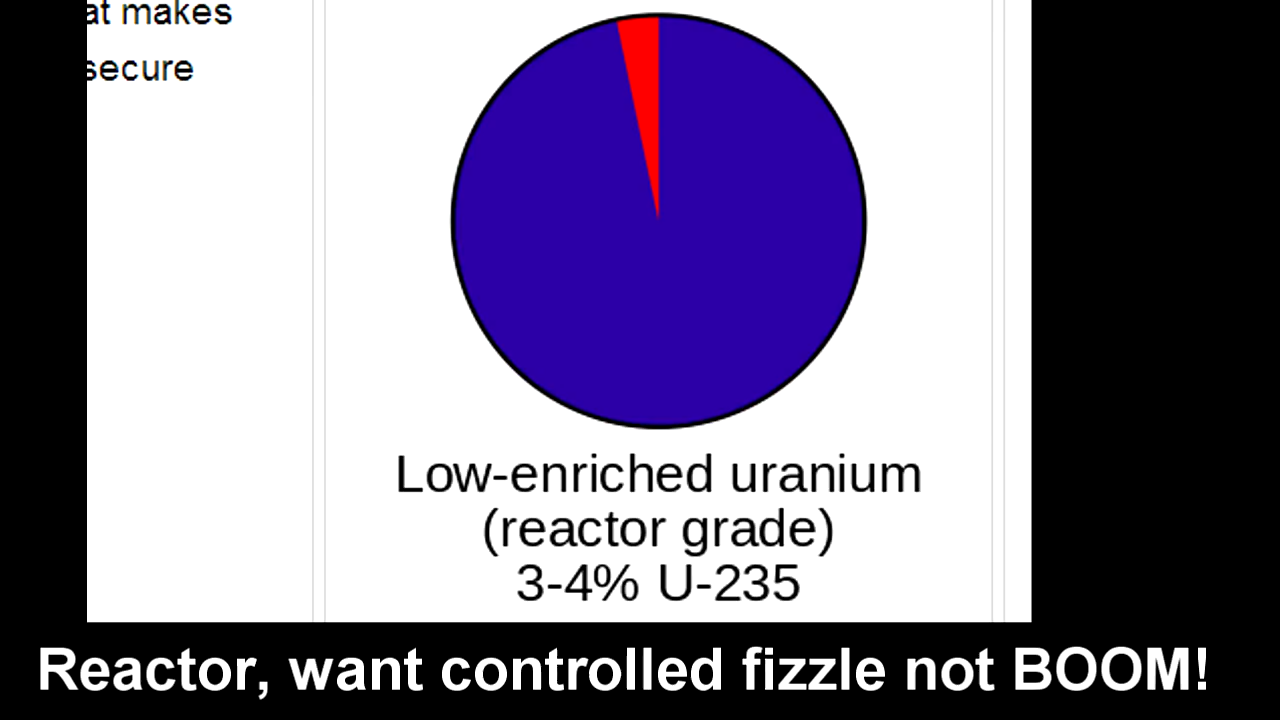 at makes
secure
Low-enriched uranium
(reactor grade)
3-4% U-235
Reactor, want controlled fizzle not BOOM!